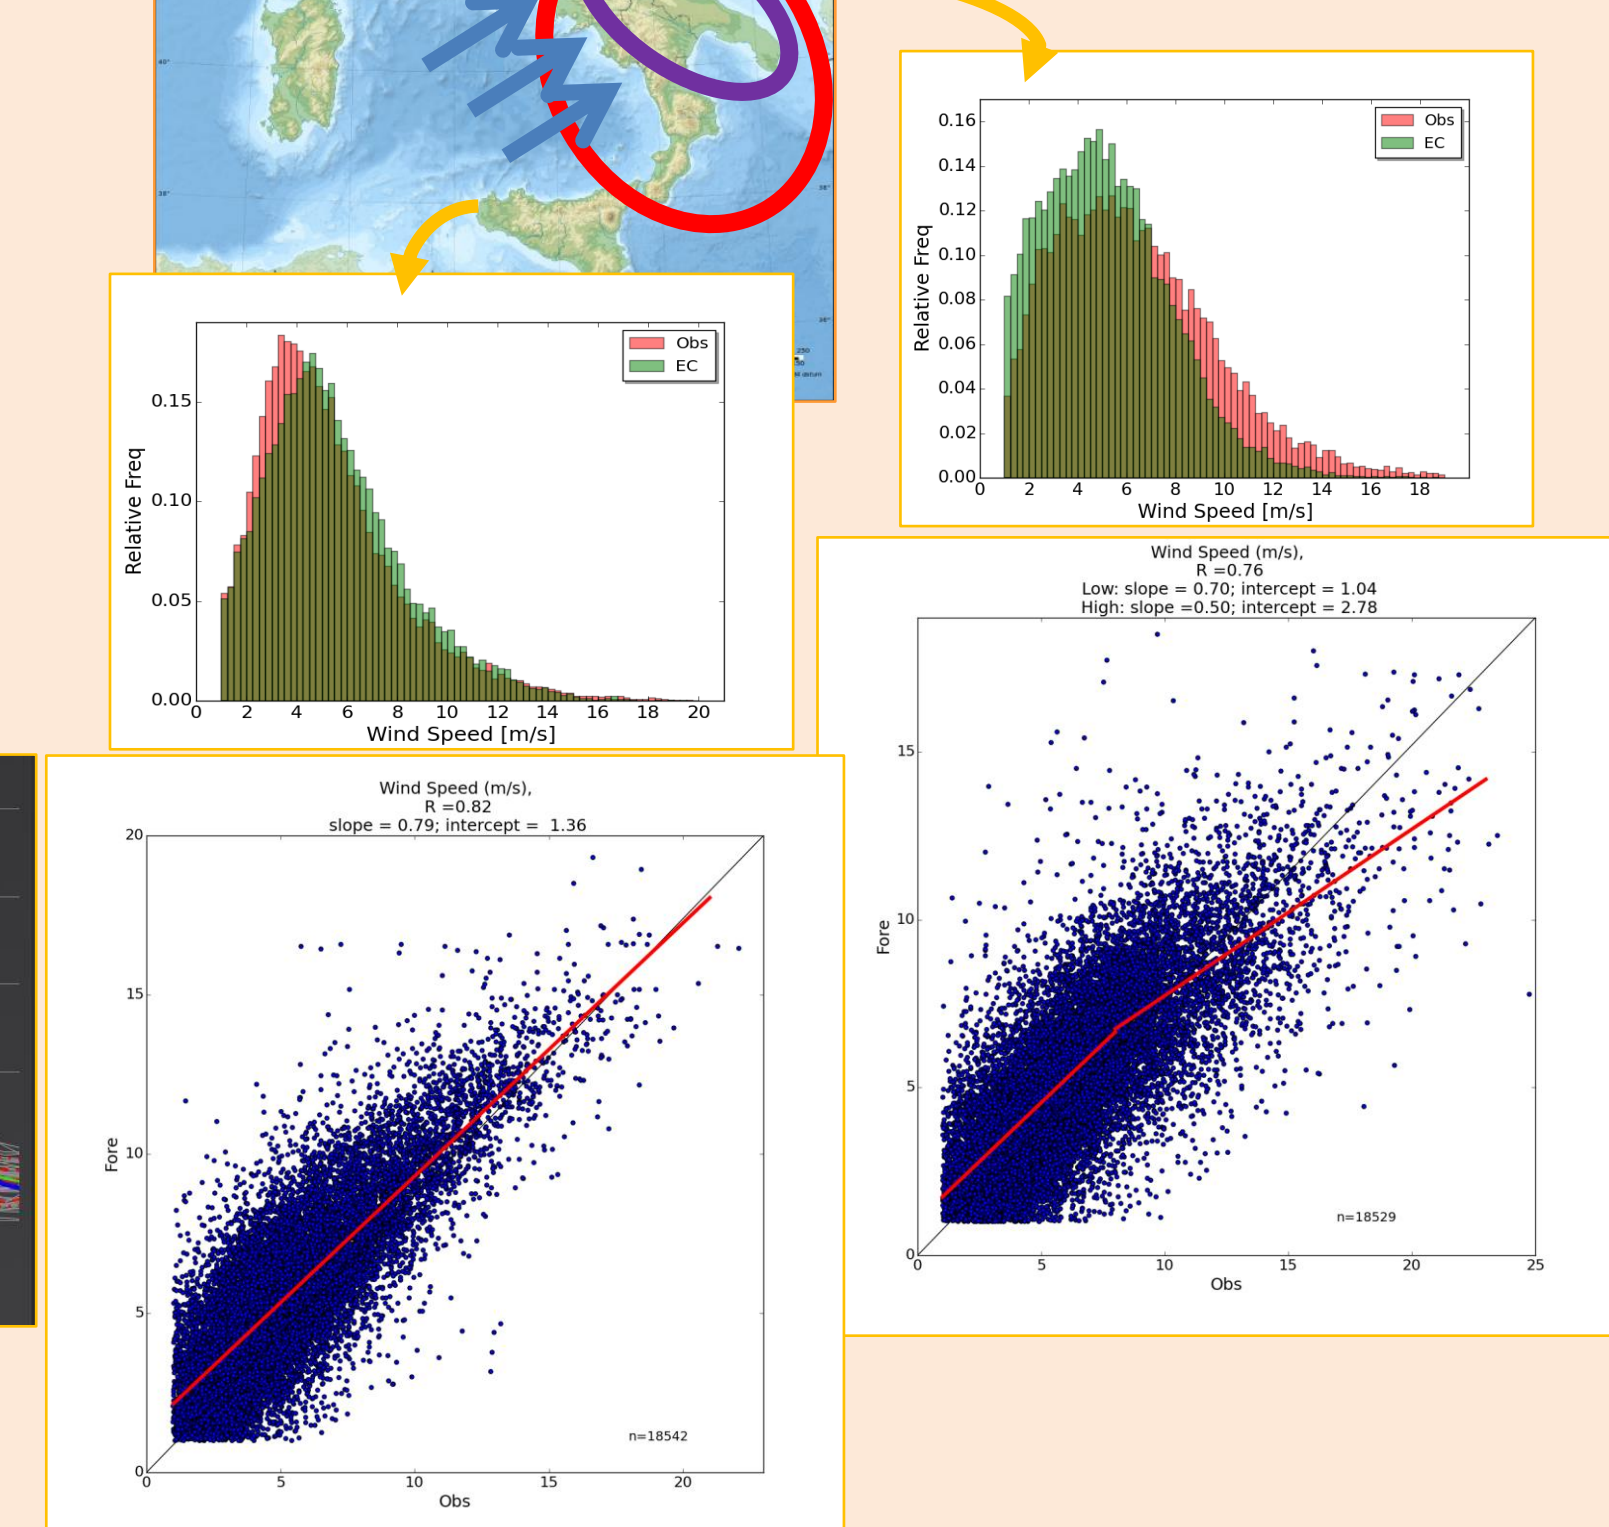 40°
38°
38°
36°
250
0.16
0.14
0.12
0.10
0.08
0.06
0.04
0.02
0.00
Relative Freq
Obs
EC
0 2 4 6 8 10 12 14 16 18
Wind Speed [m/s]
0.15
0.10
0.05
0.00
Relative Freq
Obs
EC
0 2 4 6 8 10 12 14 16 18 20
Wind Speed [m/s]
Wind Speed (m/s),
R =0.76
Low: slope = 0.70; intercept = 1.04
High: slope =0.50; intercept = 2.78
15
10
5
0
Fore
n=18529
0 5 10 15 20 25
Obs
Wind Speed (m/s),
R =0.82
slope = 0.79; intercept = 1.36
20
15
10
5
0
Fore
n=18542
0 5 10 15 20
Obs